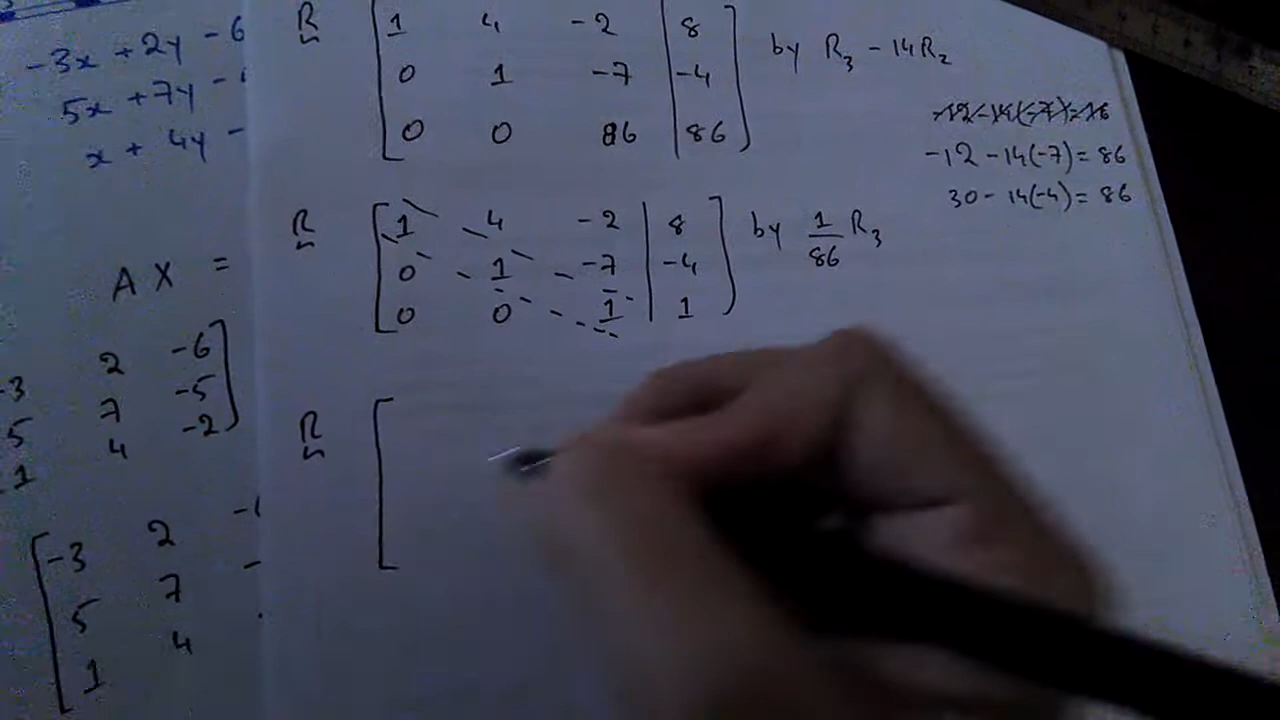 -3x + 2y - 6
5x + 7y -
x + 4y -
A X =
-3 2 -6
5 7 -5
1 4 -2
-3 2 -
5 7 -
1 4
R 1 4 -2 8 by R3 - 14R2
0 1 -7 -4
0 0 86 86
-12 - 14(-7) = 86
30 - 14(-4) = 86
R 1 4 -2 8 by 1/86 R3
0 1 -7 -4
0 0 1 1
R